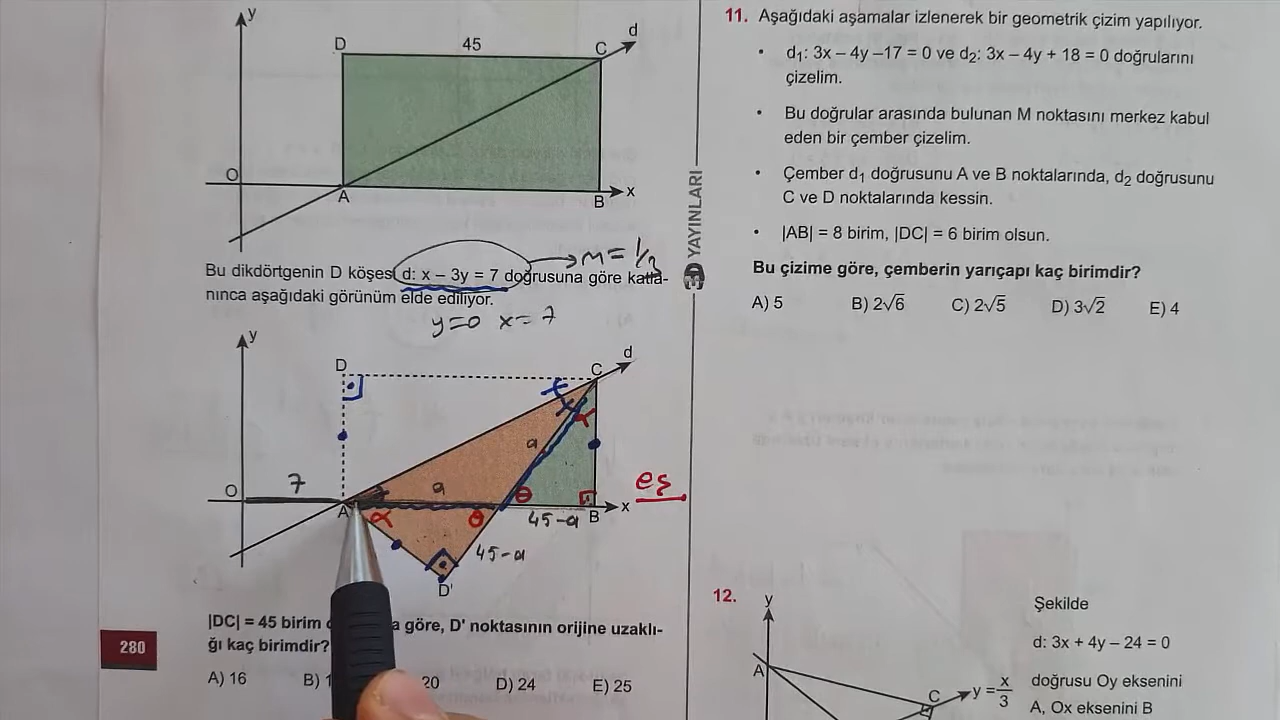 y
D
45
C
d
O
A
B
x
Bu dikdörtgenin D köşesi d: x – 3y = 7 doğrusuna göre katla-
nınca aşağıdaki görünüm elde ediliyor.
y=0 x=7
y
D
C
d
a
α
7
a
θ
eş
O
A
α
θ
45-a
B
x
45-a
D'
|DC| = 45 birim a göre, D' noktasının orijine uzaklı-
ğı kaç birimdir?
A) 16
20
D) 24
E) 25
280
3D YAYINLARI
11. Aşağıdaki aşamalar izlenerek bir geometrik çizim yapılıyor.
• d₁: 3x – 4y –17 = 0 ve d₂: 3x – 4y + 18 = 0 doğrularını
çizelim.
• Bu doğrular arasında bulunan M noktasını merkez kabul
eden bir çember çizelim.
• Çember d₁ doğrusunu A ve B noktalarında, d₂ doğrusunu
C ve D noktalarında kessin.
• |AB| = 8 birim, |DC| = 6 birim olsun.
Bu çizime göre, çemberin yarıçapı kaç birimdir?
A) 5 B) 2√6 C) 2√5 D) 3√2 E) 4
12.
y
A
C
y = x/3
Şekilde
d: 3x + 4y – 24 = 0
doğrusu Oy eksenini
A, Ox eksenini B